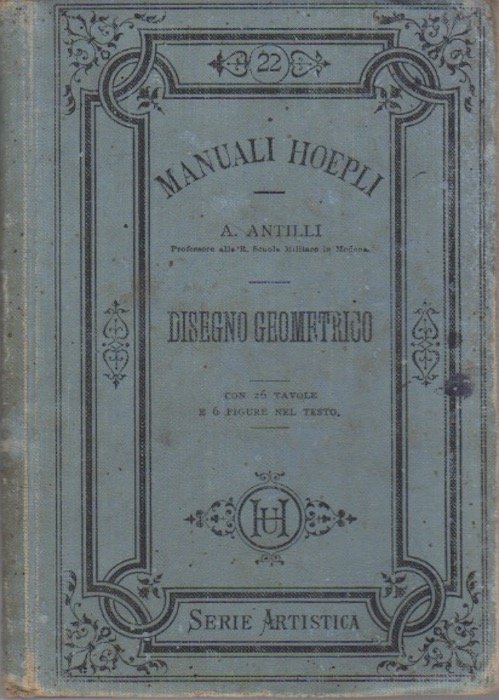 22
MANUALI HOEPLI
A. ANTILLI
Professore alla R. Scuola Militare in Modena.
DISEGNO GEOMETRICO
CON 26 TAVOLE
E 6 FIGURE NEL TESTO.
UH
SERIE ARTISTICA